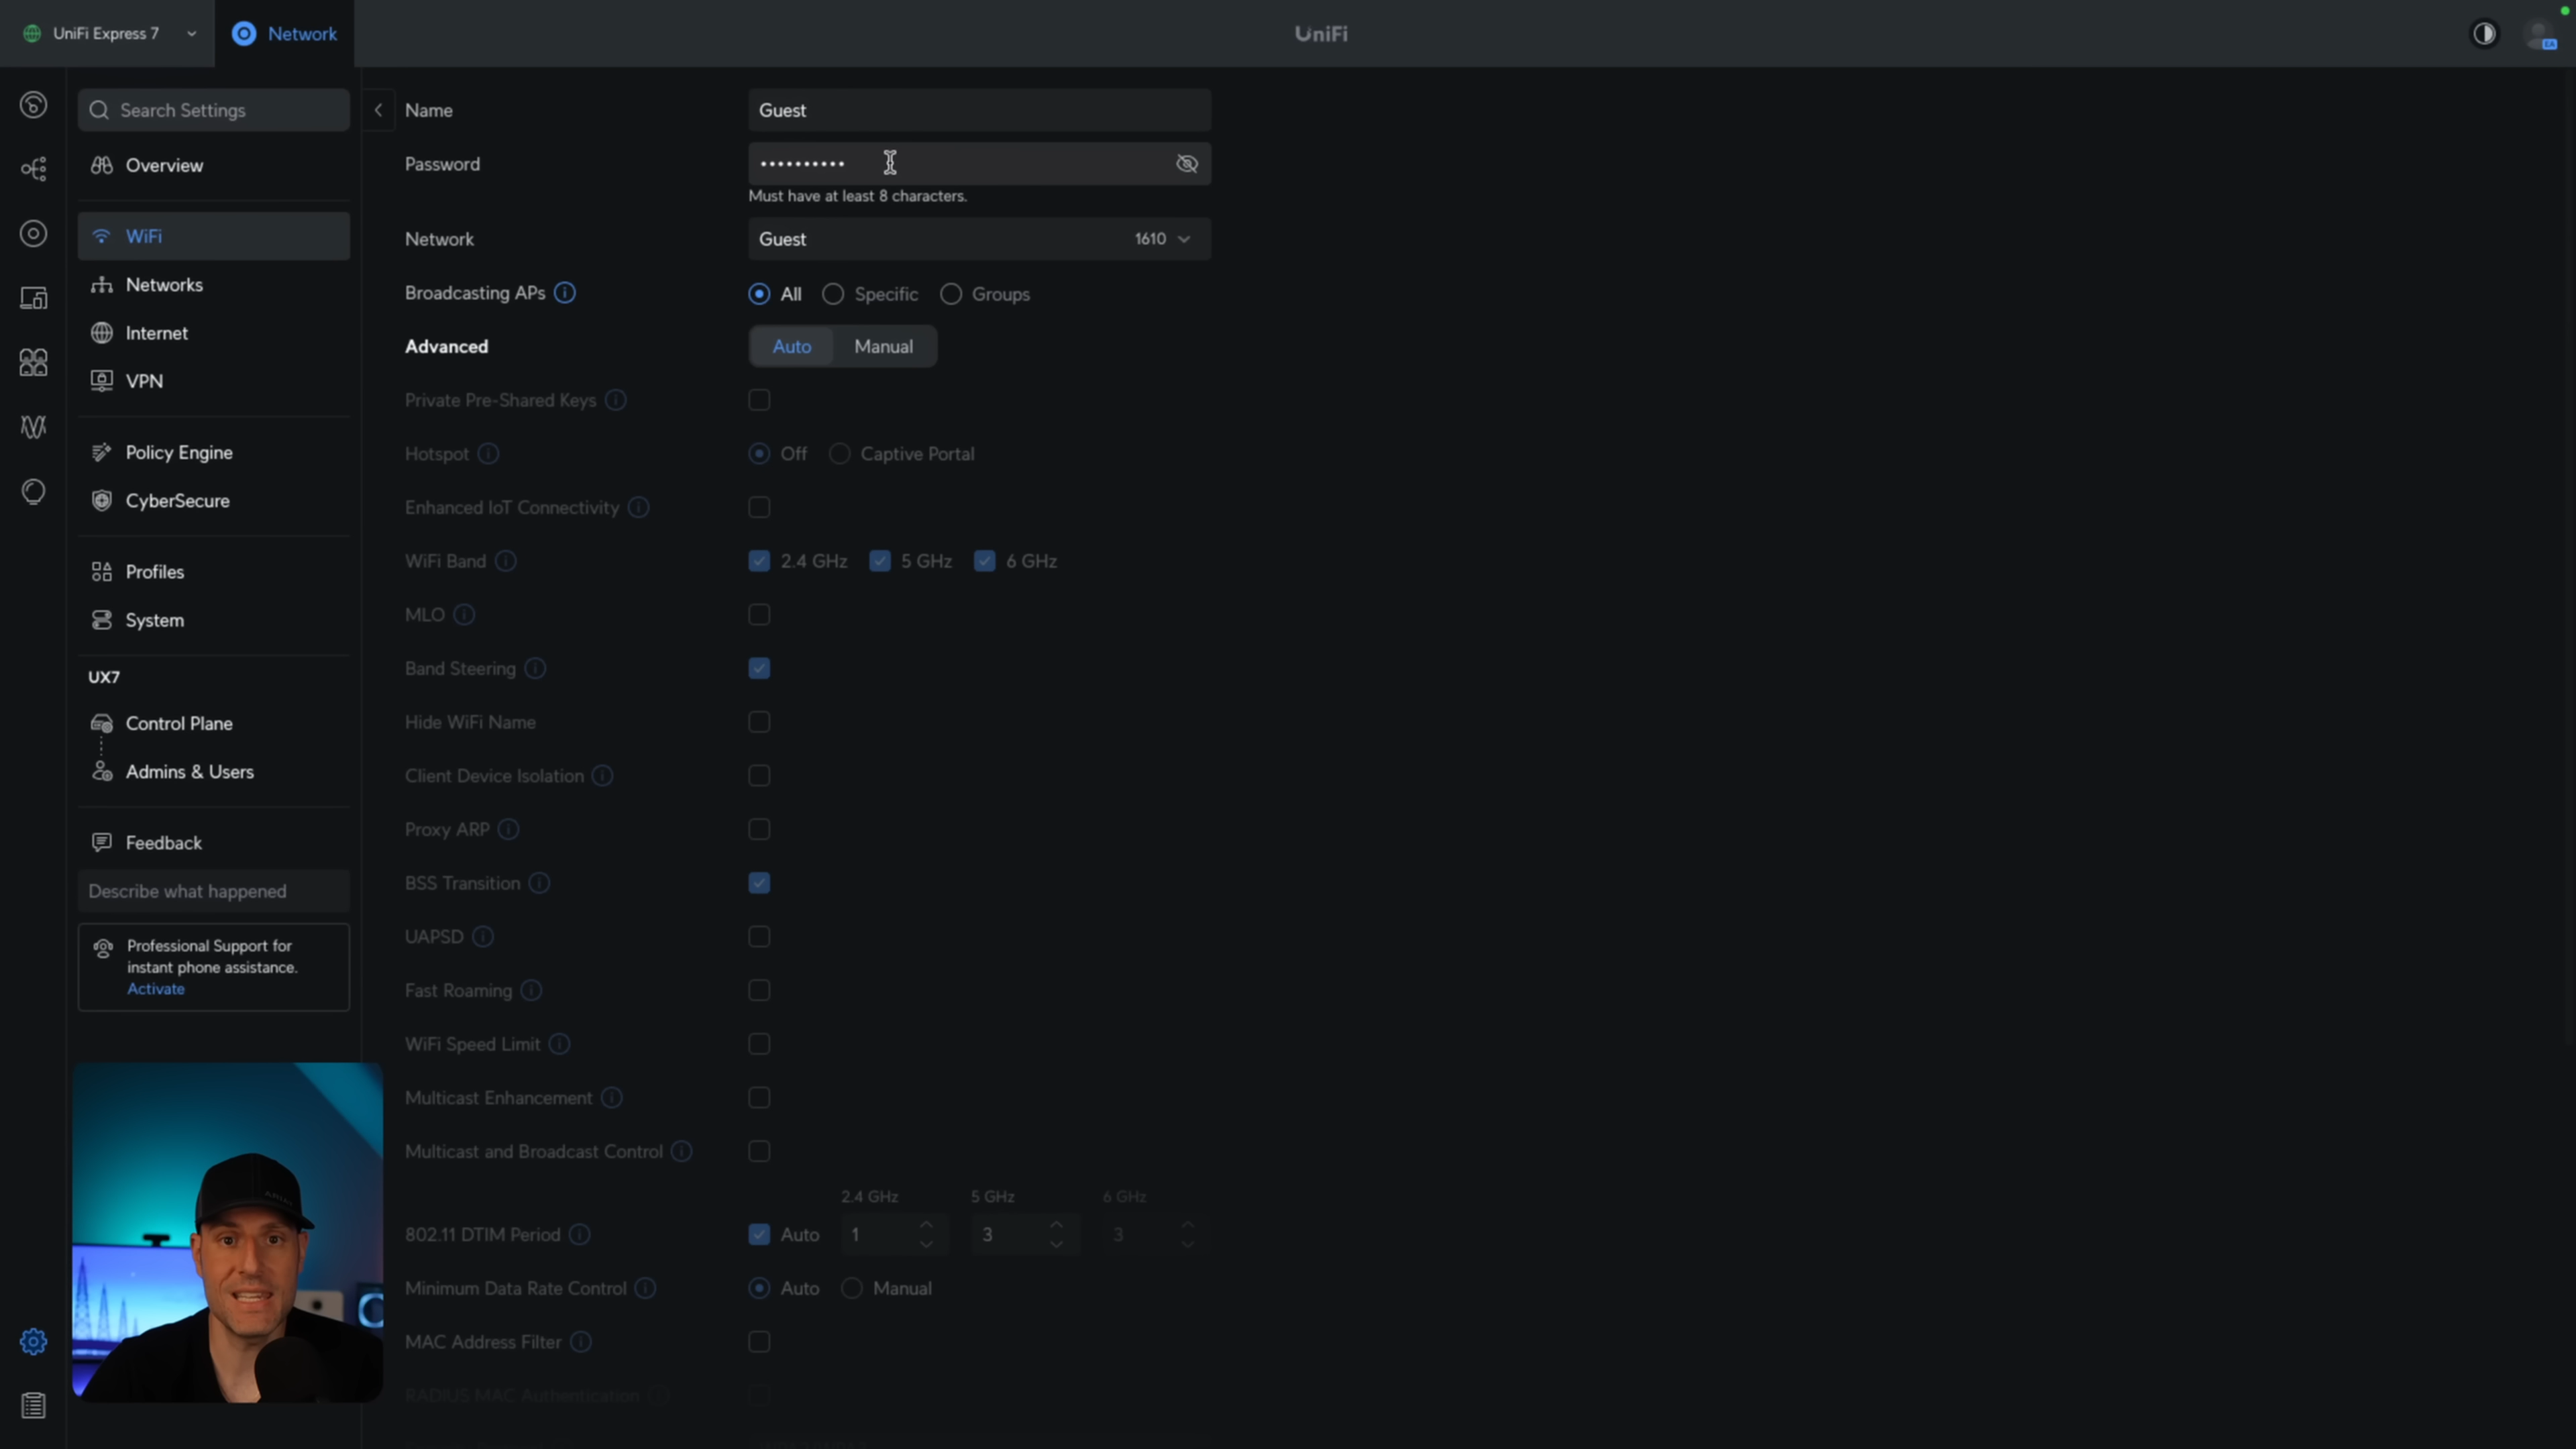 UniFi Express 7
Network
UniFi
EA
Search Settings
Overview
WiFi
Networks
Internet
VPN
Policy Engine
CyberSecure
Profiles
System
UX7
Control Plane
Admins & Users
Feedback
Describe what happened
Professional Support for
instant phone assistance.
Activate
Name Guest
Password ••••••••••
Must have at least 8 characters.
Network Guest 1610
Broadcasting APs All Specific Groups
Advanced Auto Manual
Private Pre-Shared Keys
Hotspot Off Captive Portal
Enhanced IoT Connectivity
WiFi Band 2.4 GHz 5 GHz 6 GHz
MLO
Band Steering
Hide WiFi Name
Client Device Isolation
Proxy ARP
BSS Transition
UAPSD
Fast Roaming
WiFi Speed Limit
Multicast Enhancement
Multicast and Broadcast Control
2.4 GHz 5 GHz 6 GHz
802.11 DTIM Period Auto 1 3 3
Minimum Data Rate Control Auto Manual
MAC Address Filter
RADIUS MAC Authentication